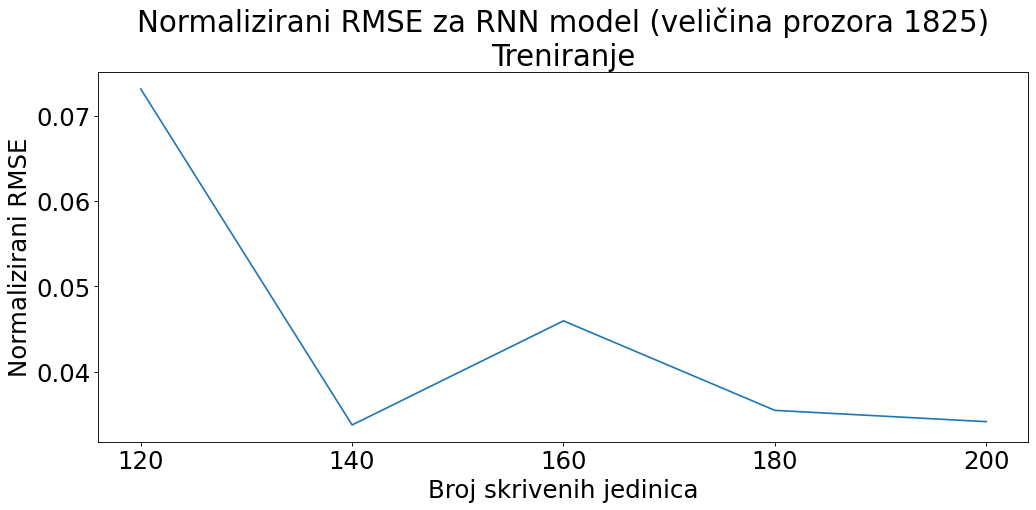 Normalizirani RMSE za RNN model (veličina prozora 1825)
Treniranje
Normalizirani RMSE
0.07
0.06
0.05
0.04
120 140 160 180 200
Broj skrivenih jedinica